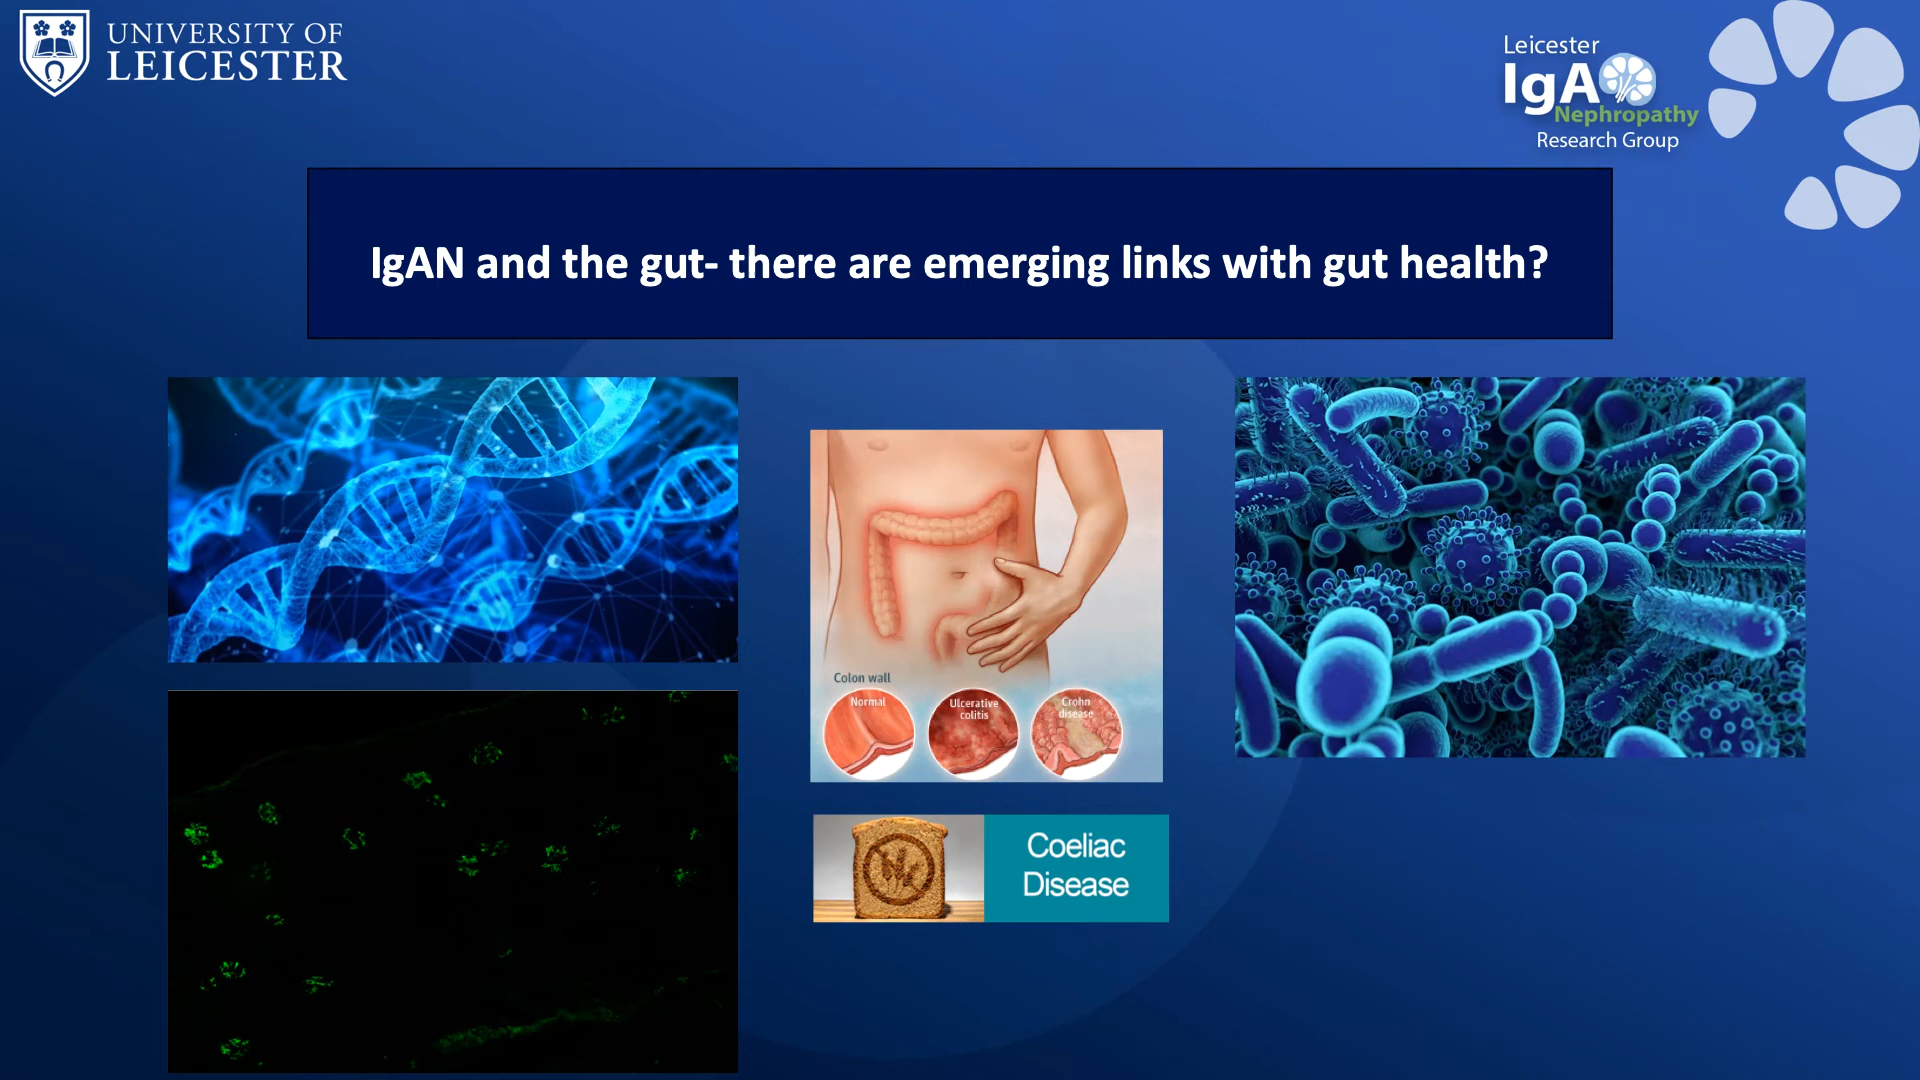 UNIVERSITY OF
LEICESTER
Leicester
IgA
Nephropathy
Research Group
IgAN and the gut- there are emerging links with gut health?
Colon wall
Normal
Ulcerative
colitis
Crohn
disease
Coeliac
Disease